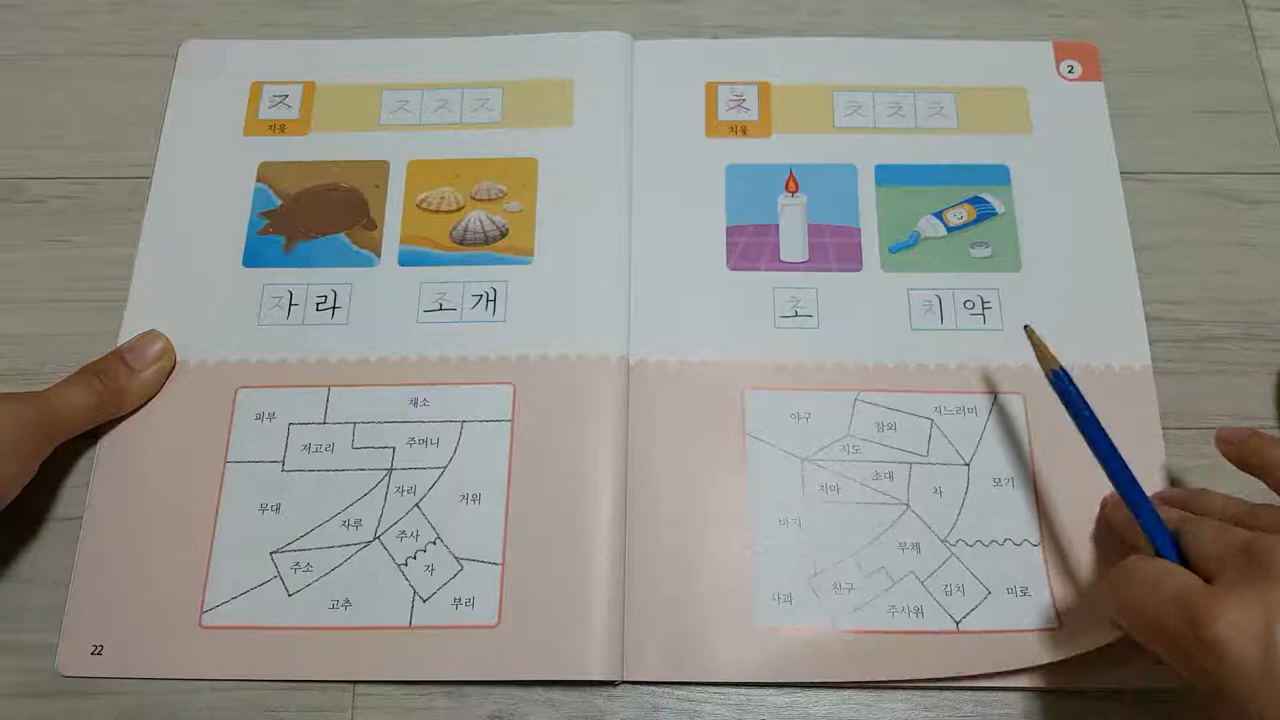 ㅈ
지읒
ㅈ ㅈ ㅈ
자라
조개
피부
채소
저고리
주머니
자리
거위
무대
자루
주사
주소
자
고추
부리
22
2
ㅊ
치읓
ㅊ ㅊ ㅊ
초
치약
야구
참외
지느러미
지도
치마
초대
차
모기
바지
부채
사과
친구
주사위
김치
미로